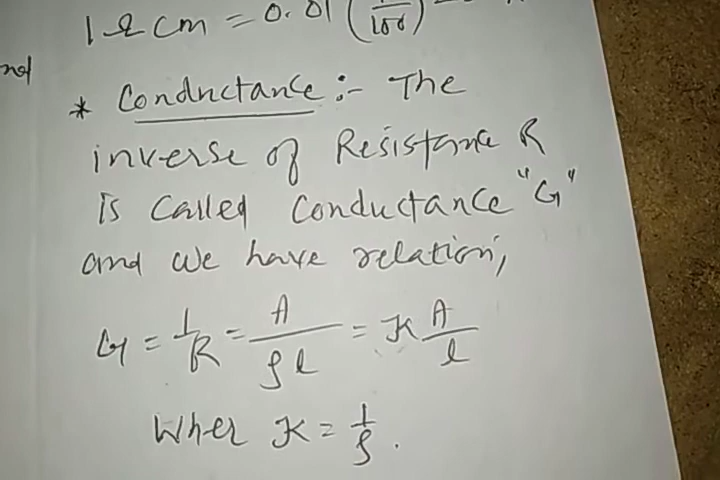 1 Ω cm = 0.01 (1/100)
* Conductance :- The
inverse of Resistance R
is called Conductance "G"
and we have relation,
G = 1/R = A/ρl = κ A/l
Wher κ = 1/ρ.